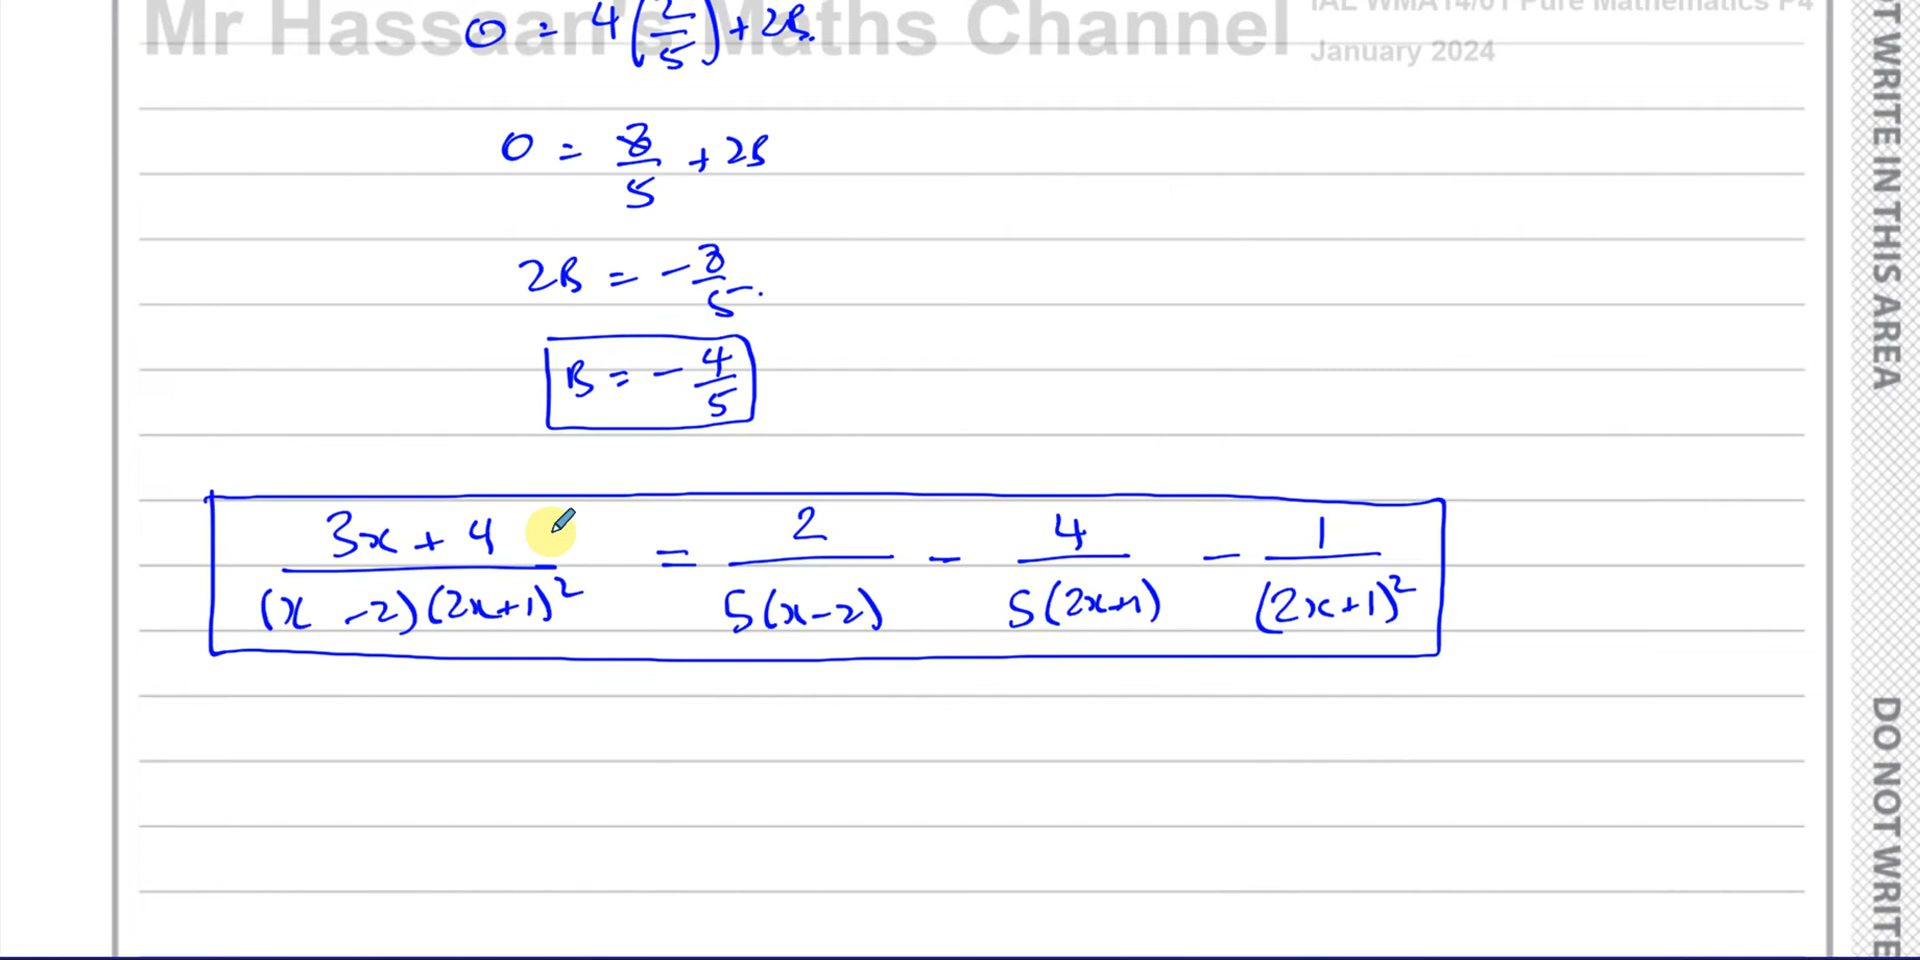 Mr Hassaan's Maths Channel
IAL WMA14/01 Pure Mathematics P4
January 2024
0 = 4(2/5) + 2B.
0 = 8/5 + 2B
2B = -8/5.
B = -4/5
(3x + 4)/((x - 2)(2x+1)²) = 2/(5(x-2)) - 4/(5(2x+1)) - 1/(2x+1)²
OT WRITE IN THIS AREA
DO NOT WRITE